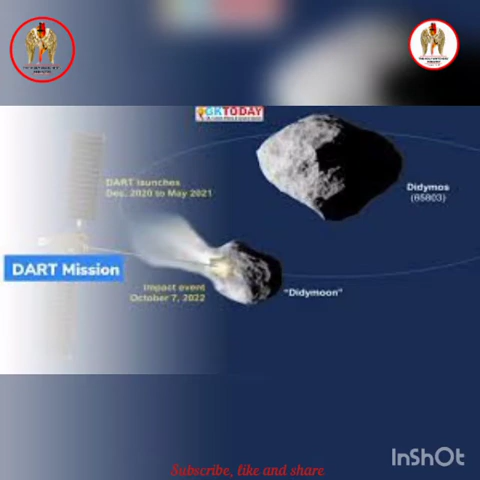 GKTODAY
DART launches
Dec. 2020 to May 2021
Didymos
(65803)
DART Mission
Impact event
October 7, 2022
"Didymoon"
Subscribe, like and share
InShOt